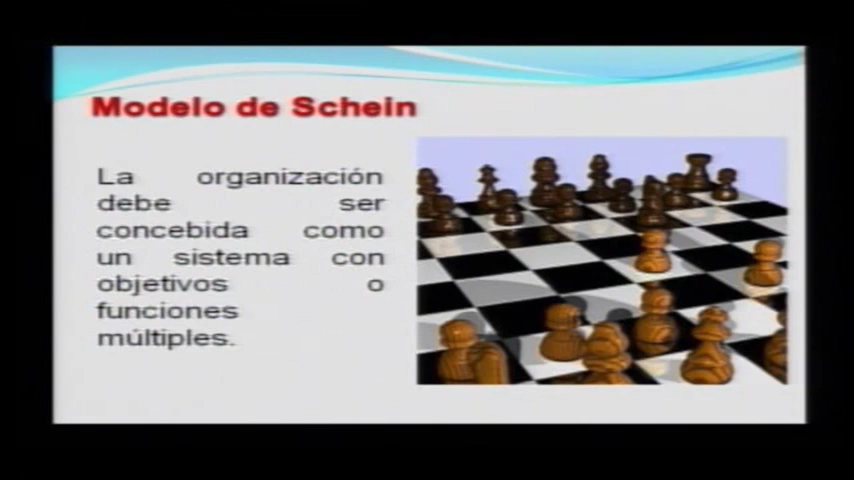 Modelo de Schein
La organización
debe ser
concebida como
un sistema con
objetivos o
funciones
múltiples.